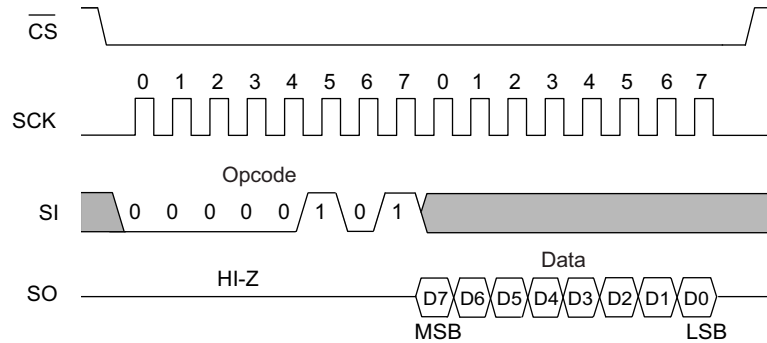 CS
0 1 2 3 4 5 6 7 0 1 2 3 4 5 6 7
SCK
Opcode
SI 0 0 0 0 0 1 0 1
Data
HI-Z
SO D7 D6 D5 D4 D3 D2 D1 D0
MSB LSB